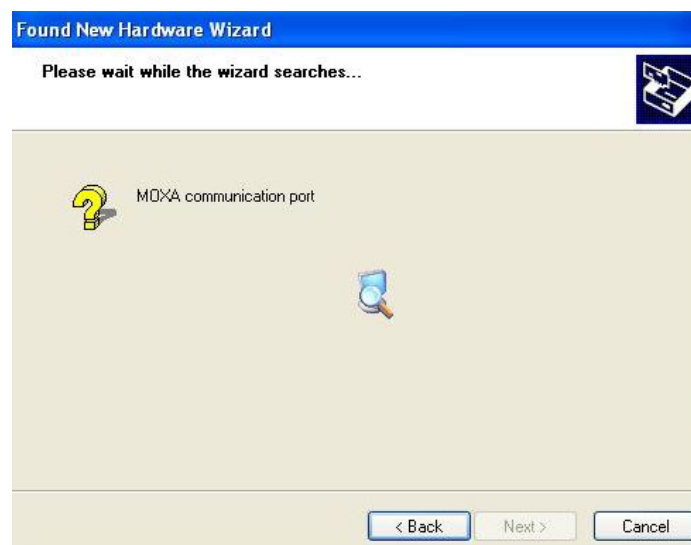 Found New Hardware Wizard
Please wait while the wizard searches...
MOXA communication port
< Back
Next >
Cancel